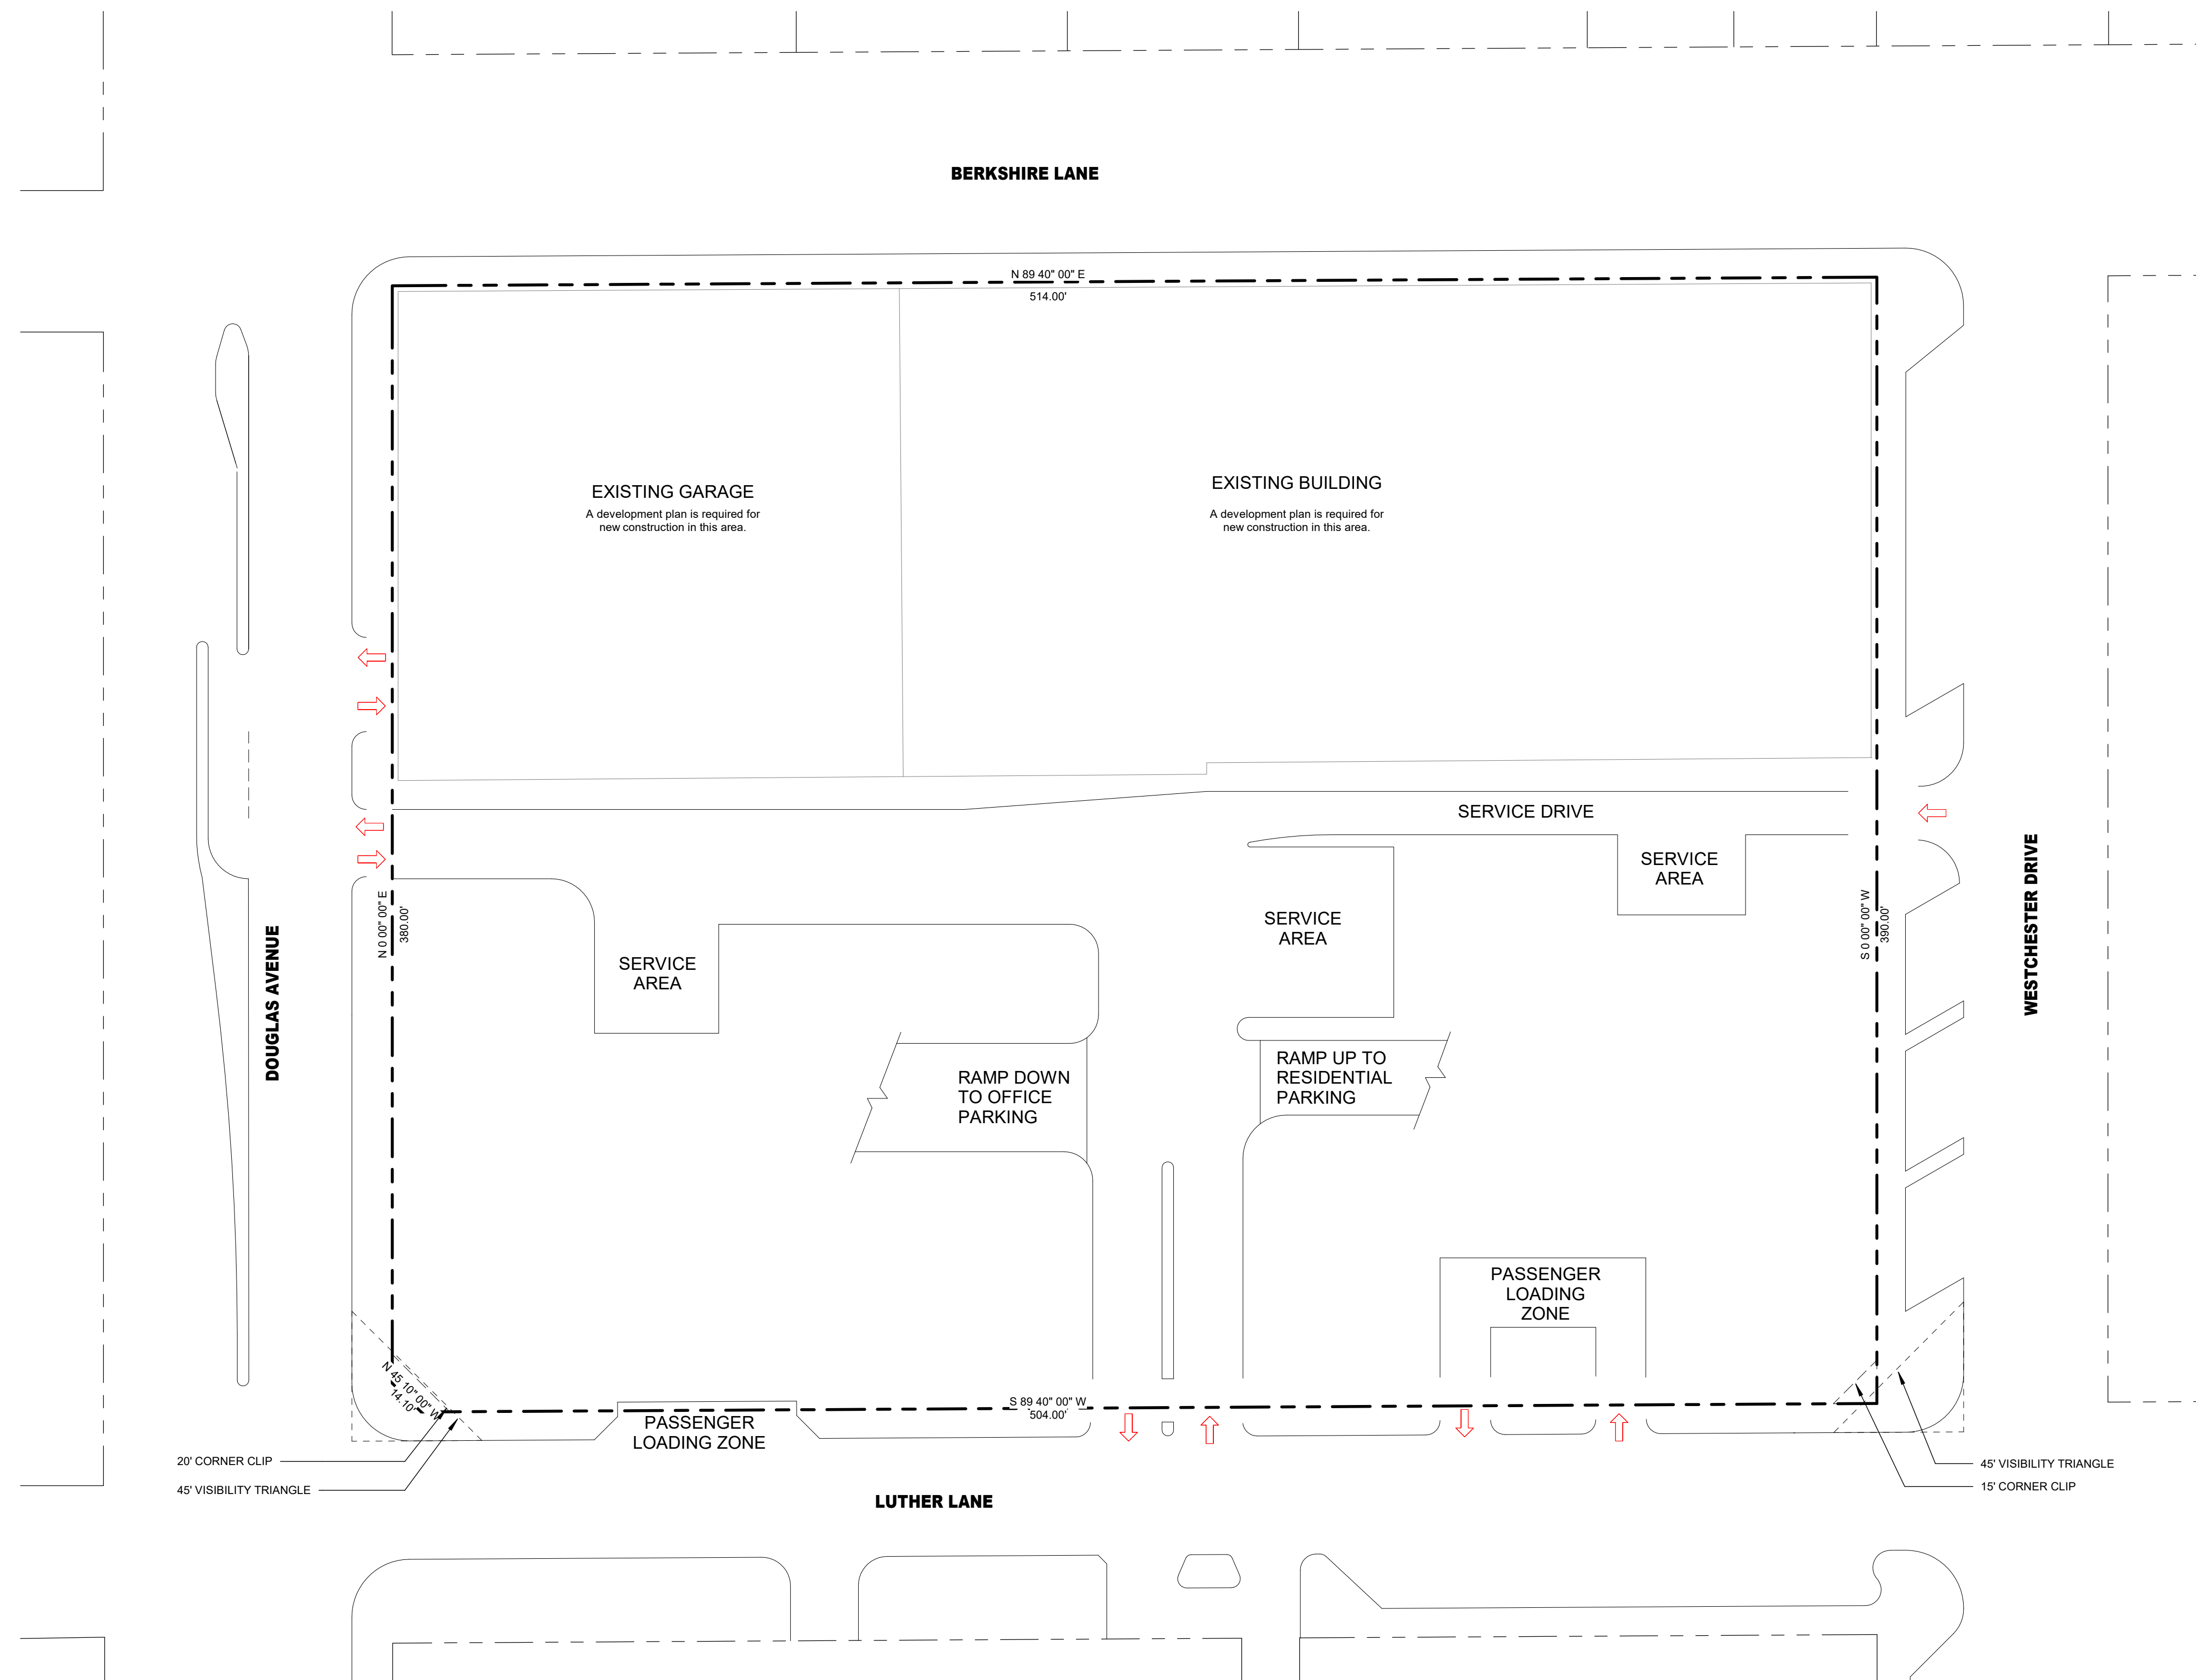 BERKSHIRE LANE
N 89 40" 00" E
514.00'
EXISTING GARAGE
A development plan is required for
new construction in this area.
EXISTING BUILDING
A development plan is required for
new construction in this area.
SERVICE DRIVE
SERVICE
AREA
SERVICE
AREA
SERVICE
AREA
N 0 00" 00" E
380.00'
S 0 00" 00" W
390.00'
DOUGLAS AVENUE
WESTCHESTER DRIVE
RAMP DOWN
TO OFFICE
PARKING
RAMP UP TO
RESIDENTIAL
PARKING
PASSENGER
LOADING
ZONE
N 45 10" 00" W
14.10'
S 89 40" 00" W
504.00'
PASSENGER
LOADING ZONE
20' CORNER CLIP
45' VISIBILITY TRIANGLE
45' VISIBILITY TRIANGLE
15' CORNER CLIP
LUTHER LANE